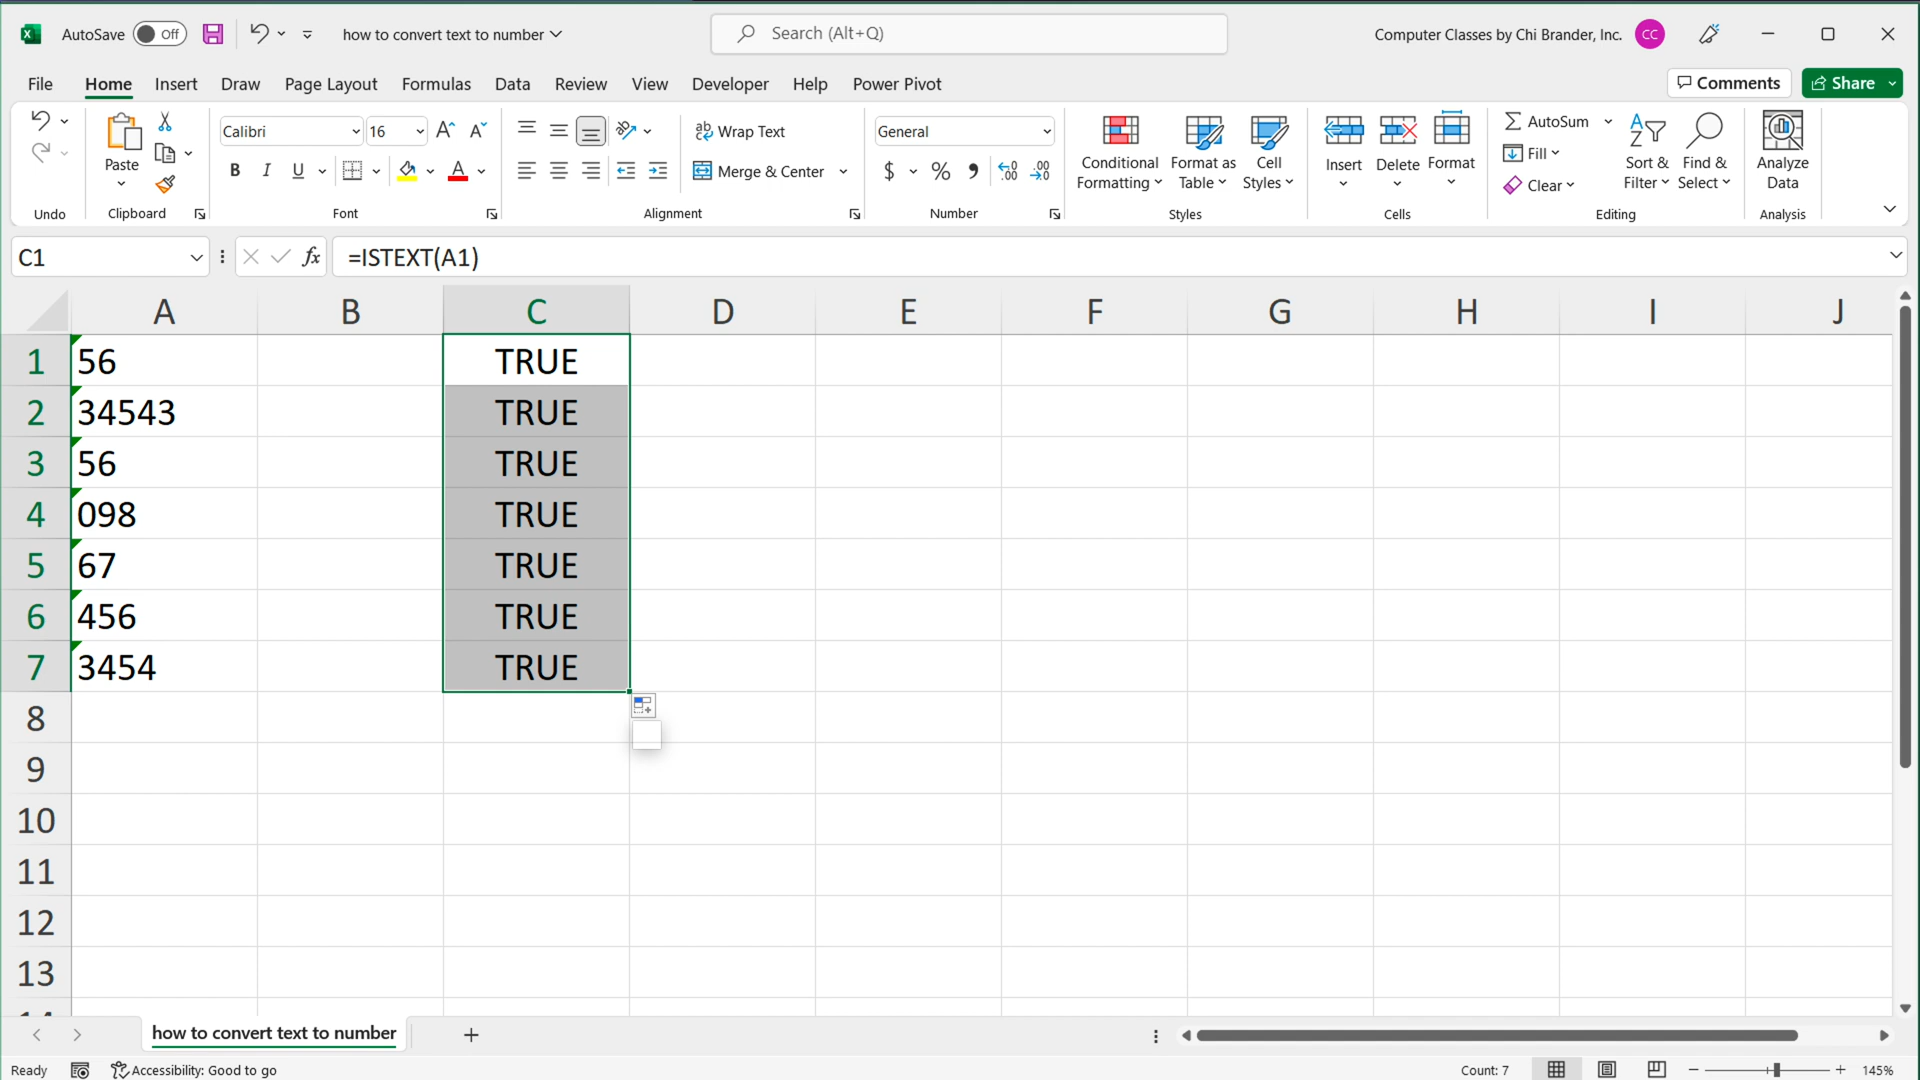 AutoSave Off how to convert text to number Search (Alt+Q) Computer Classes by Chi Brander, Inc. CC
File Home Insert Draw Page Layout Formulas Data Review View Developer Help Power Pivot Comments Share
Undo
Paste
Clipboard
Calibri 16
B I U
Font
Wrap Text
Merge & Center
Alignment
General
$ % ,
Number
Conditional Formatting
Format as Table
Cell Styles
Styles
Insert Delete Format
Cells
AutoSum
Fill
Clear
Sort & Filter
Find & Select
Editing
Analyze Data
Analysis
C1 fx =ISTEXT(A1)
A B C D E F G H I J
1 56 TRUE
2 34543 TRUE
3 56 TRUE
4 098 TRUE
5 67 TRUE
6 456 TRUE
7 3454 TRUE
8
9
10
11
12
13
how to convert text to number
Ready Accessibility: Good to go Count: 7 145%